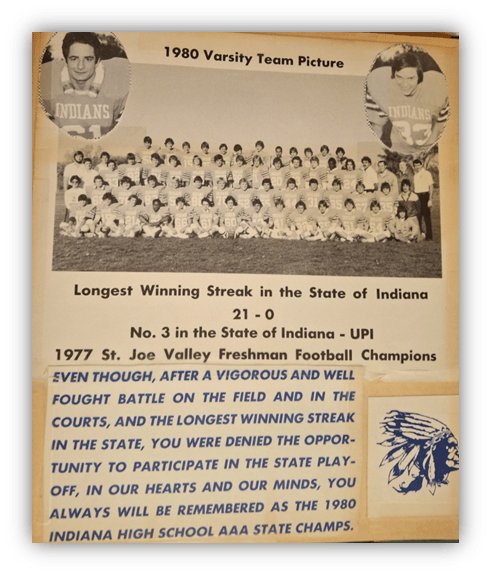 1980 Varsity Team Picture
INDIANS
61
INDIANS
33
Longest Winning Streak in the State of Indiana
21 - 0
No. 3 in the State of Indiana - UPI
1977 St. Joe Valley Freshman Football Champions
EVEN THOUGH, AFTER A VIGOROUS AND WELL
FOUGHT BATTLE ON THE FIELD AND IN THE
COURTS, AND THE LONGEST WINNING STREAK
IN THE STATE, YOU WERE DENIED THE OPPOR-
TUNITY TO PARTICIPATE IN THE STATE PLAY-
OFF, IN OUR HEARTS AND OUR MINDS, YOU
ALWAYS WILL BE REMEMBERED AS THE 1980
INDIANA HIGH SCHOOL AAA STATE CHAMPS.